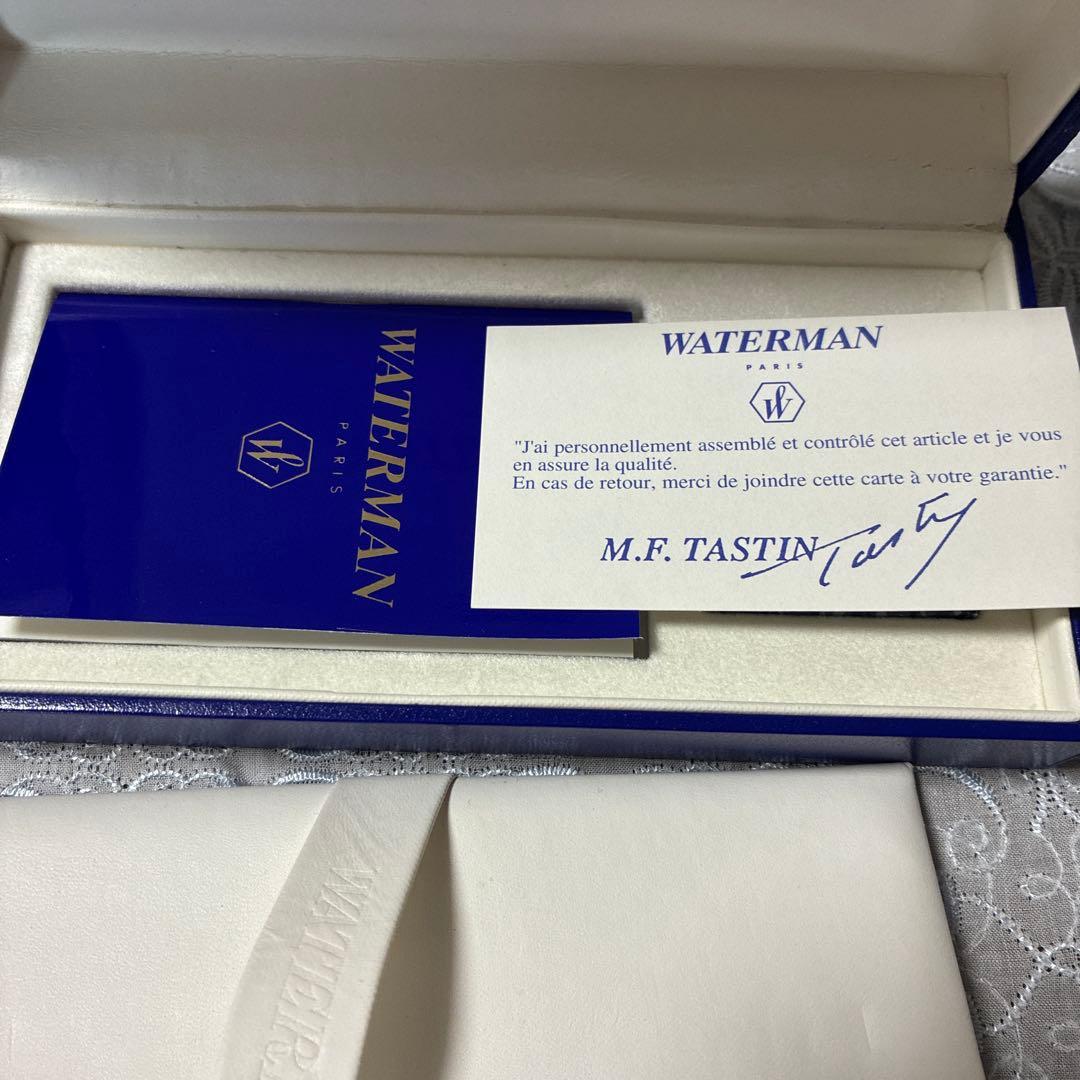 WATERMAN
PARIS
WATERMAN
PARIS
W
"J'ai personnellement assemblé et contrôlé cet article et je vous
en assure la qualité.
En cas de retour, merci de joindre cette carte à votre garantie."
M.F. TASTIN
WATER